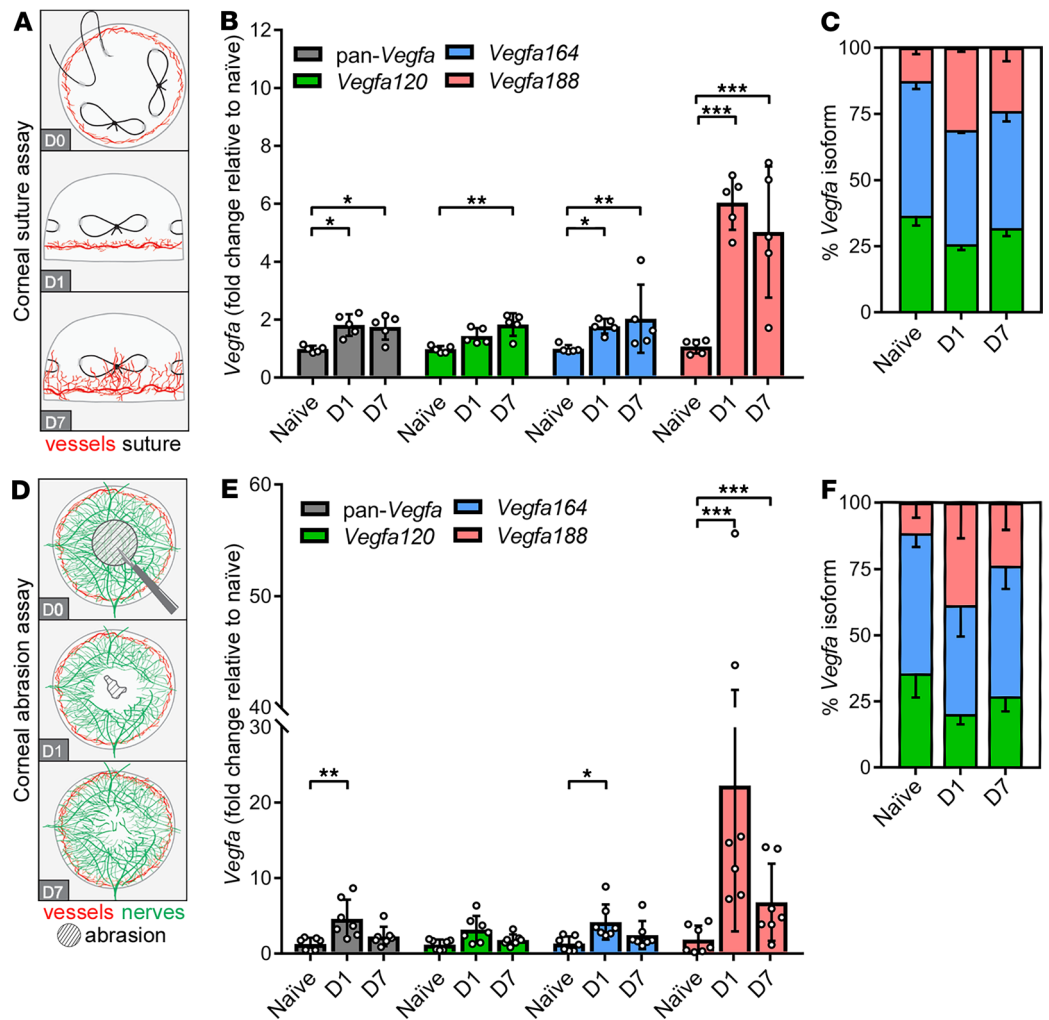 A
D0
D1
D7
Corneal suture assay
vessels suture
B
Vegfa (fold change relative to naïve)
12
10
8
6
4
2
0
pan-Vegfa
Vegfa164
Vegfa120
Vegfa188
*
*
**
**
*
***
***
Naïve
D1
D7
Naïve
D1
D7
Naïve
D1
D7
Naïve
D1
D7
C
% Vegfa isoform
100
75
50
25
0
Naïve
D1
D7
D
D0
D1
D7
Corneal abrasion assay
vessels nerves
abrasion
E
Vegfa (fold change relative to naïve)
60
50
40
30
20
10
0
pan-Vegfa
Vegfa164
Vegfa120
Vegfa188
**
*
***
***
Naïve
D1
D7
Naïve
D1
D7
Naïve
D1
D7
Naïve
D1
D7
F
% Vegfa isoform
100
75
50
25
0
Naïve
D1
D7